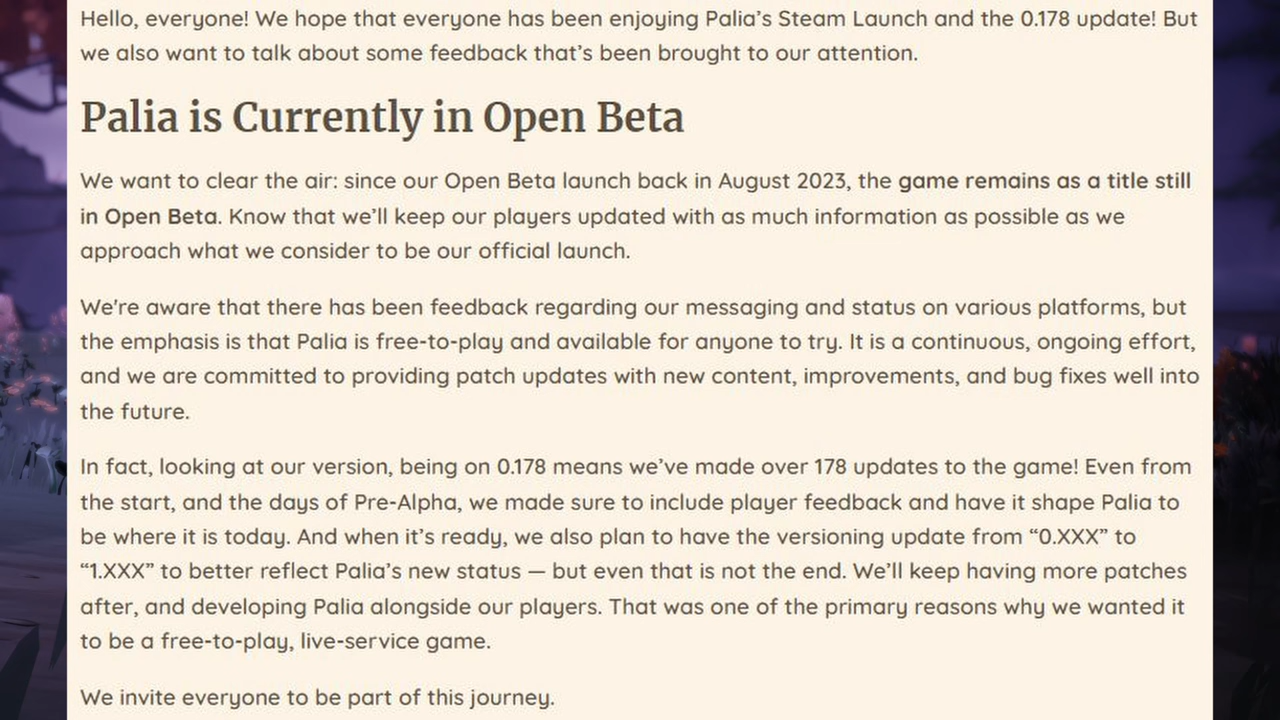 Hello, everyone! We hope that everyone has been enjoying Palia’s Steam Launch and the 0.178 update! But
we also want to talk about some feedback that’s been brought to our attention.
Palia is Currently in Open Beta
We want to clear the air: since our Open Beta launch back in August 2023, the game remains as a title still
in Open Beta. Know that we’ll keep our players updated with as much information as possible as we
approach what we consider to be our official launch.
We're aware that there has been feedback regarding our messaging and status on various platforms, but
the emphasis is that Palia is free-to-play and available for anyone to try. It is a continuous, ongoing effort,
and we are committed to providing patch updates with new content, improvements, and bug fixes well into
the future.
In fact, looking at our version, being on 0.178 means we’ve made over 178 updates to the game! Even from
the start, and the days of Pre-Alpha, we made sure to include player feedback and have it shape Palia to
be where it is today. And when it’s ready, we also plan to have the versioning update from “0.XXX” to
“1.XXX” to better reflect Palia’s new status — but even that is not the end. We’ll keep having more patches
after, and developing Palia alongside our players. That was one of the primary reasons why we wanted it
to be a free-to-play, live-service game.
We invite everyone to be part of this journey.